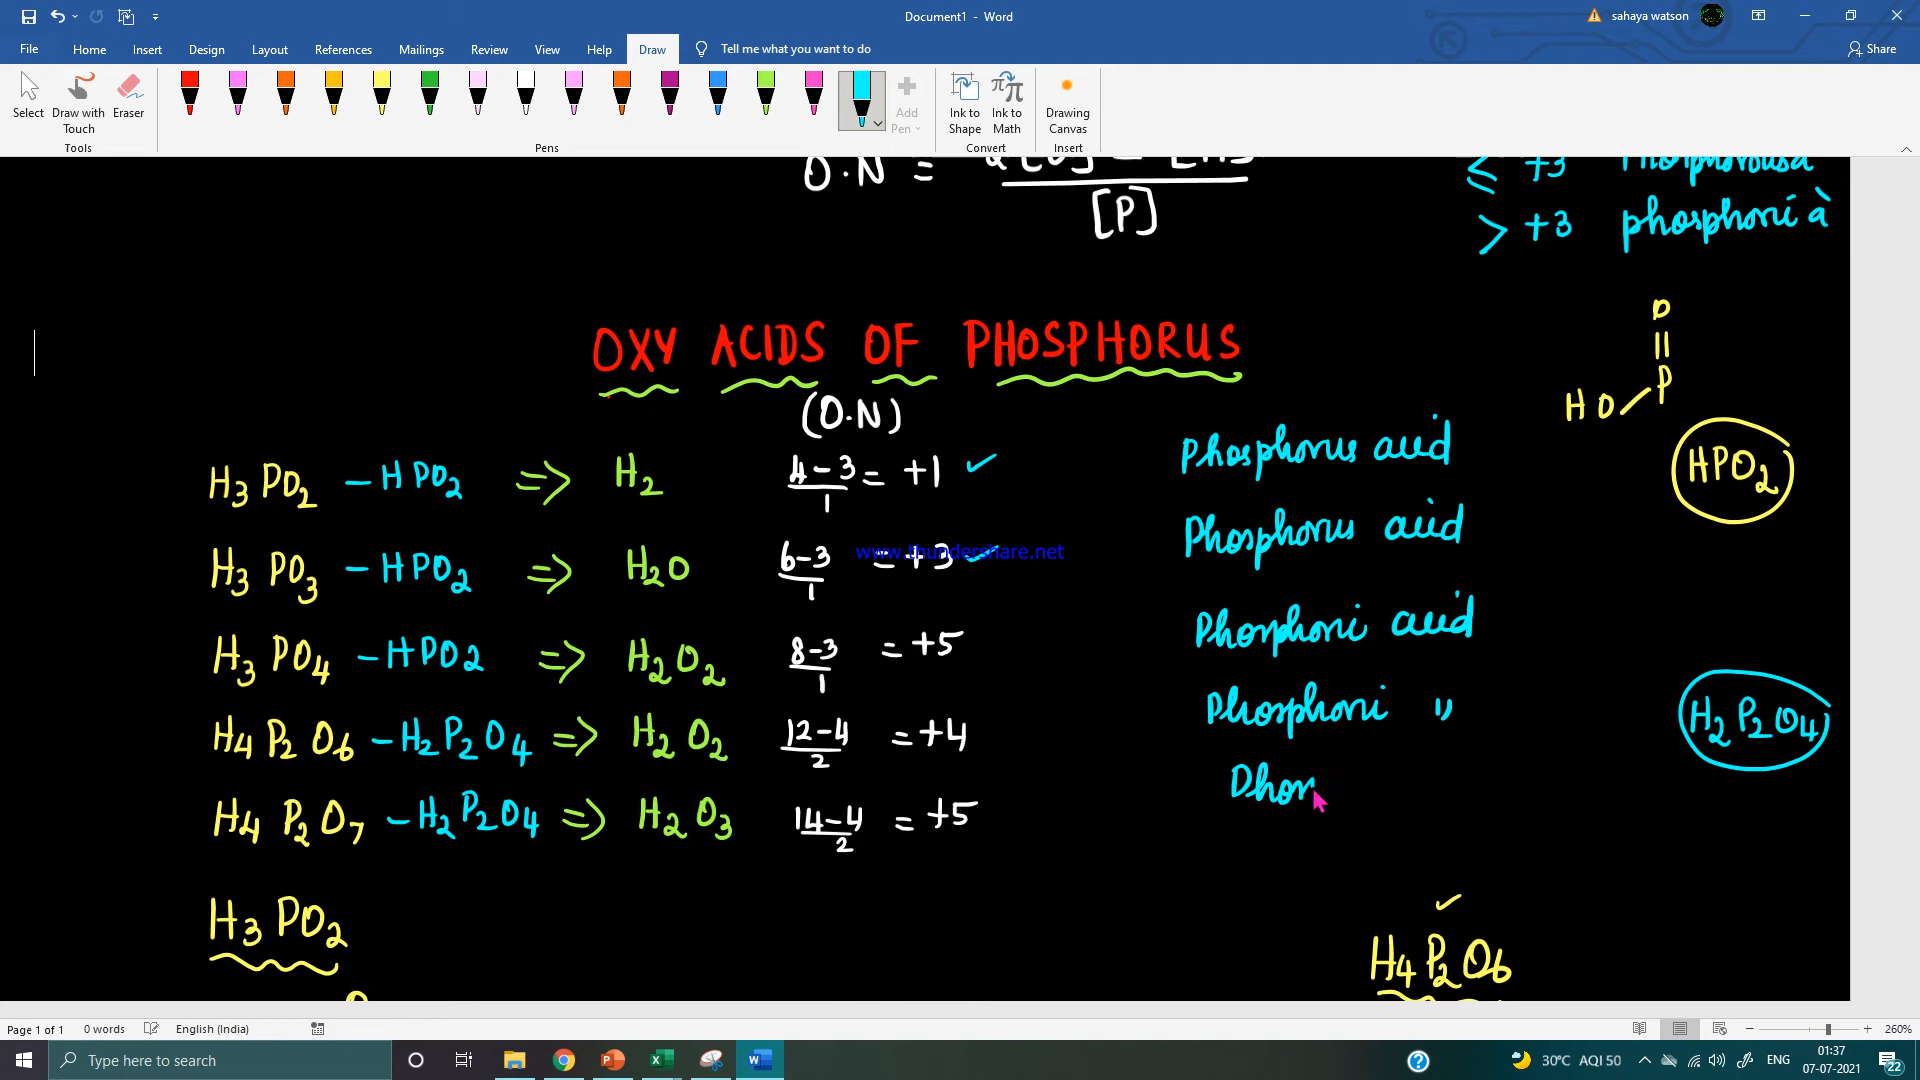 Document1 - Word
sahaya watson
File Home Insert Design Layout References Mailings Review View Help Draw Tell me what you want to do
Share
Select
Draw with Touch
Eraser
Add Pen
Ink to Shape
Ink to Math
Drawing Canvas
Tools Pens Convert Insert
O.N =
[P]
≤ +3
> +3 phosphoric a
OXY ACIDS OF PHOSPHORUS
(O.N)
O
||
P
HO
H3PO2 - HPO2 => H2 4-3/1 = +1 ✓ Phosphorus acid
HPO2
H3PO3 - HPO2 => H2O 6-3/1 = +3 ✓ Phosphorus acid
www.thundershare.net
H3PO4 - HPO2 => H2O2 8-3/1 = +5 Phosphoric acid
H4P2O6 - H2P2O4 => H2O2 12-4/2 = +4 Phosphoric "
H2P2O4
H4P2O7 - H2P2O4 => H2O3 14-4/2 = +5 Phos
H3PO2
✓
H4P2O6
Page 1 of 1 0 words English (India) 260%
Type here to search
30°C AQI 50
ENG
01:37
07-07-2021
22